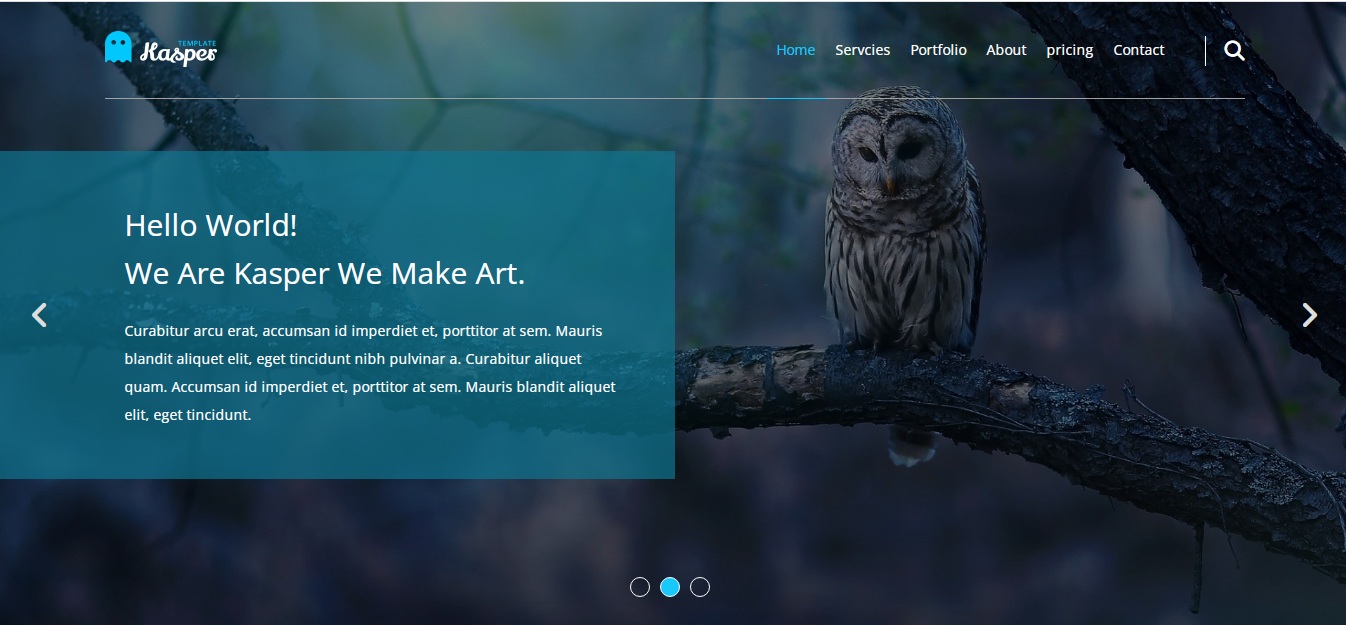 TEMPLATE
Kasper
Home Servcies Portfolio About pricing Contact
Hello World!
We Are Kasper We Make Art.
Curabitur arcu erat, accumsan id imperdiet et, porttitor at sem. Mauris
blandit aliquet elit, eget tincidunt nibh pulvinar a. Curabitur aliquet
quam. Accumsan id imperdiet et, porttitor at sem. Mauris blandit aliquet
elit, eget tincidunt.